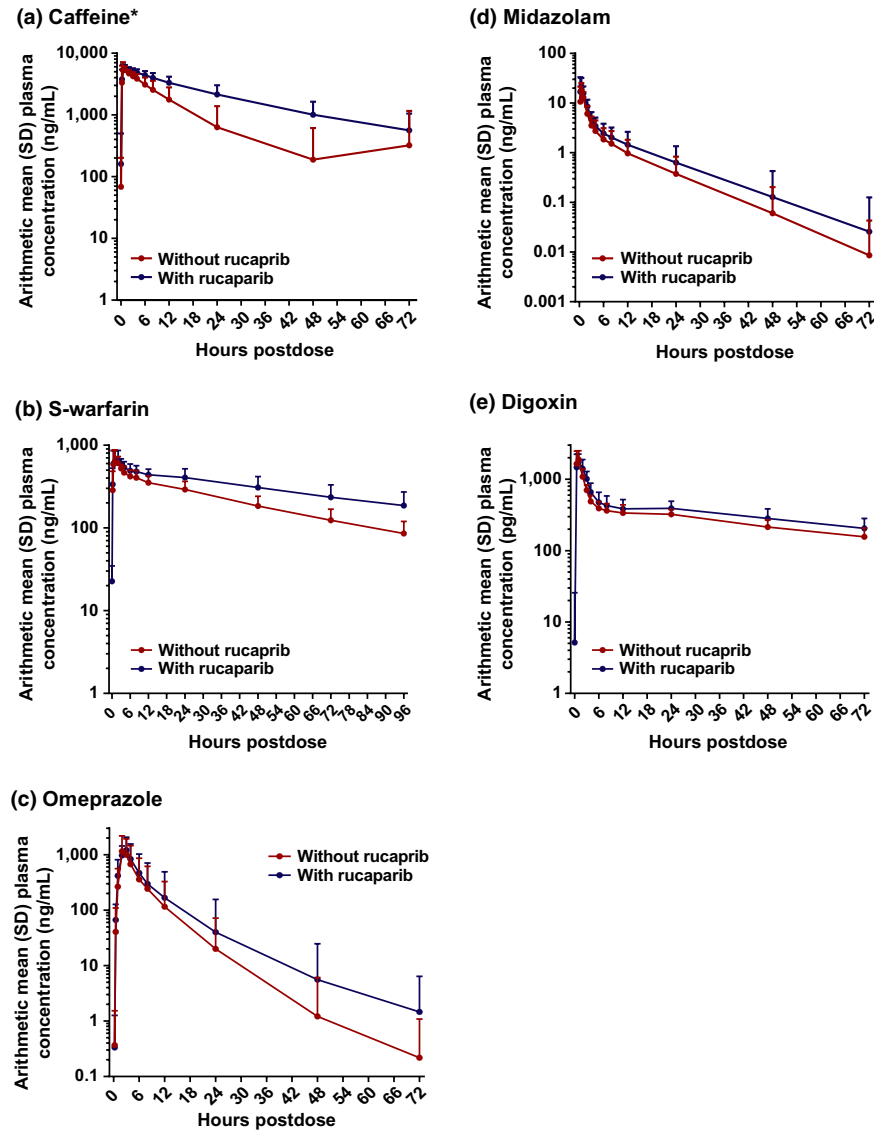 (a) Caffeine*
Arithmetic mean (SD) plasma
concentration (ng/mL)
10,000
1,000
100
10
1
Without rucaprib
With rucaparib
0 6 12 18 24 30 36 42 48 54 60 66 72
Hours postdose
(d) Midazolam
Arithmetic mean (SD) plasma
concentration (ng/mL)
100
10
1
0.1
0.01
0.001
Without rucaprib
With rucaparib
0 6 12 18 24 30 36 42 48 54 60 66 72
Hours postdose
(b) S-warfarin
Arithmetic mean (SD) plasma
concentration (ng/mL)
1,000
100
10
1
Without rucaprib
With rucaparib
0 6 12 18 24 30 36 42 48 54 60 66 72 78 84 90 96
Hours postdose
(e) Digoxin
Arithmetic mean (SD) plasma
concentration (pg/mL)
1,000
100
10
1
Without rucaprib
With rucaparib
0 6 12 18 24 30 36 42 48 54 60 66 72
Hours postdose
(c) Omeprazole
Arithmetic mean (SD) plasma
concentration (ng/mL)
1,000
100
10
1
0.1
Without rucaprib
With rucaparib
0 6 12 18 24 30 36 42 48 54 60 66 72
Hours postdose